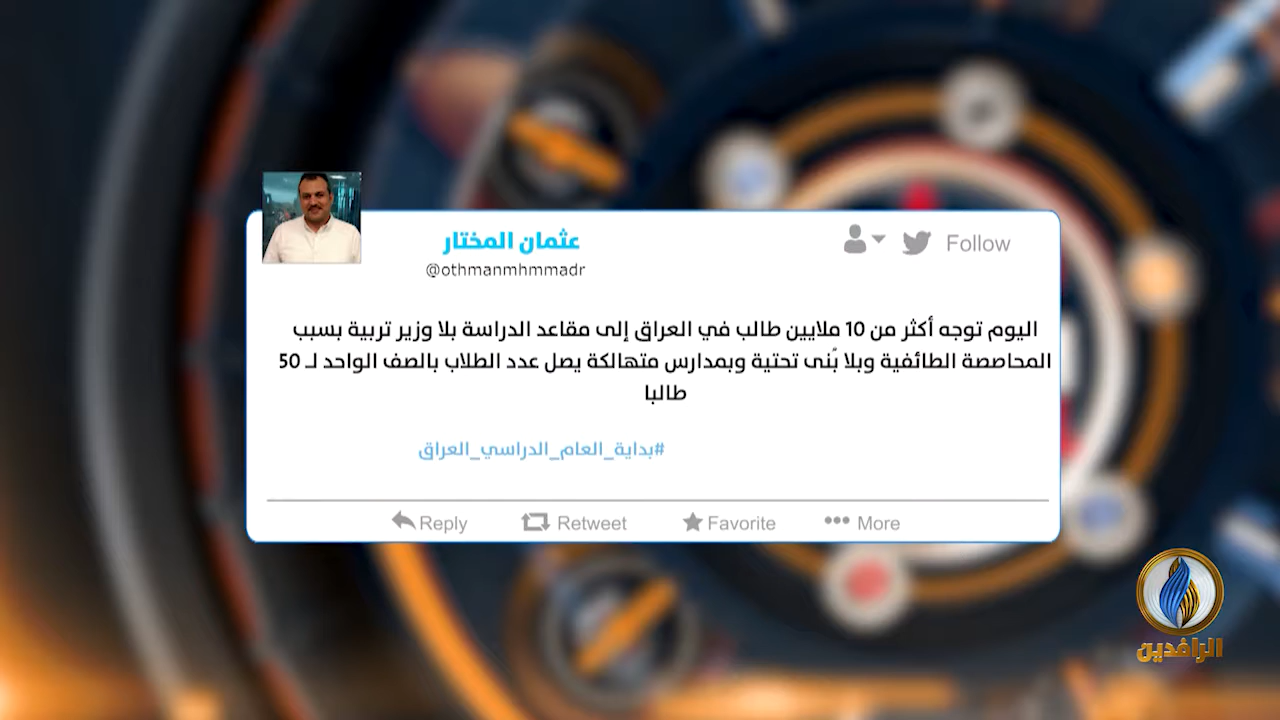 عثمان المختار
@othmanmhmmadr
Follow
اليوم توجه أكثر من 10 ملايين طالب في العراق إلى مقاعد الدراسة بلا وزير تربية بسبب
المحاصصة الطائفية وبلا بُنى تحتية وبمدارس متهالكة يصل عدد الطلاب بالصف الواحد لـ 50
طالبا
#بداية_العام_الدراسي_العراق
Reply Retweet Favorite More
الرافدين